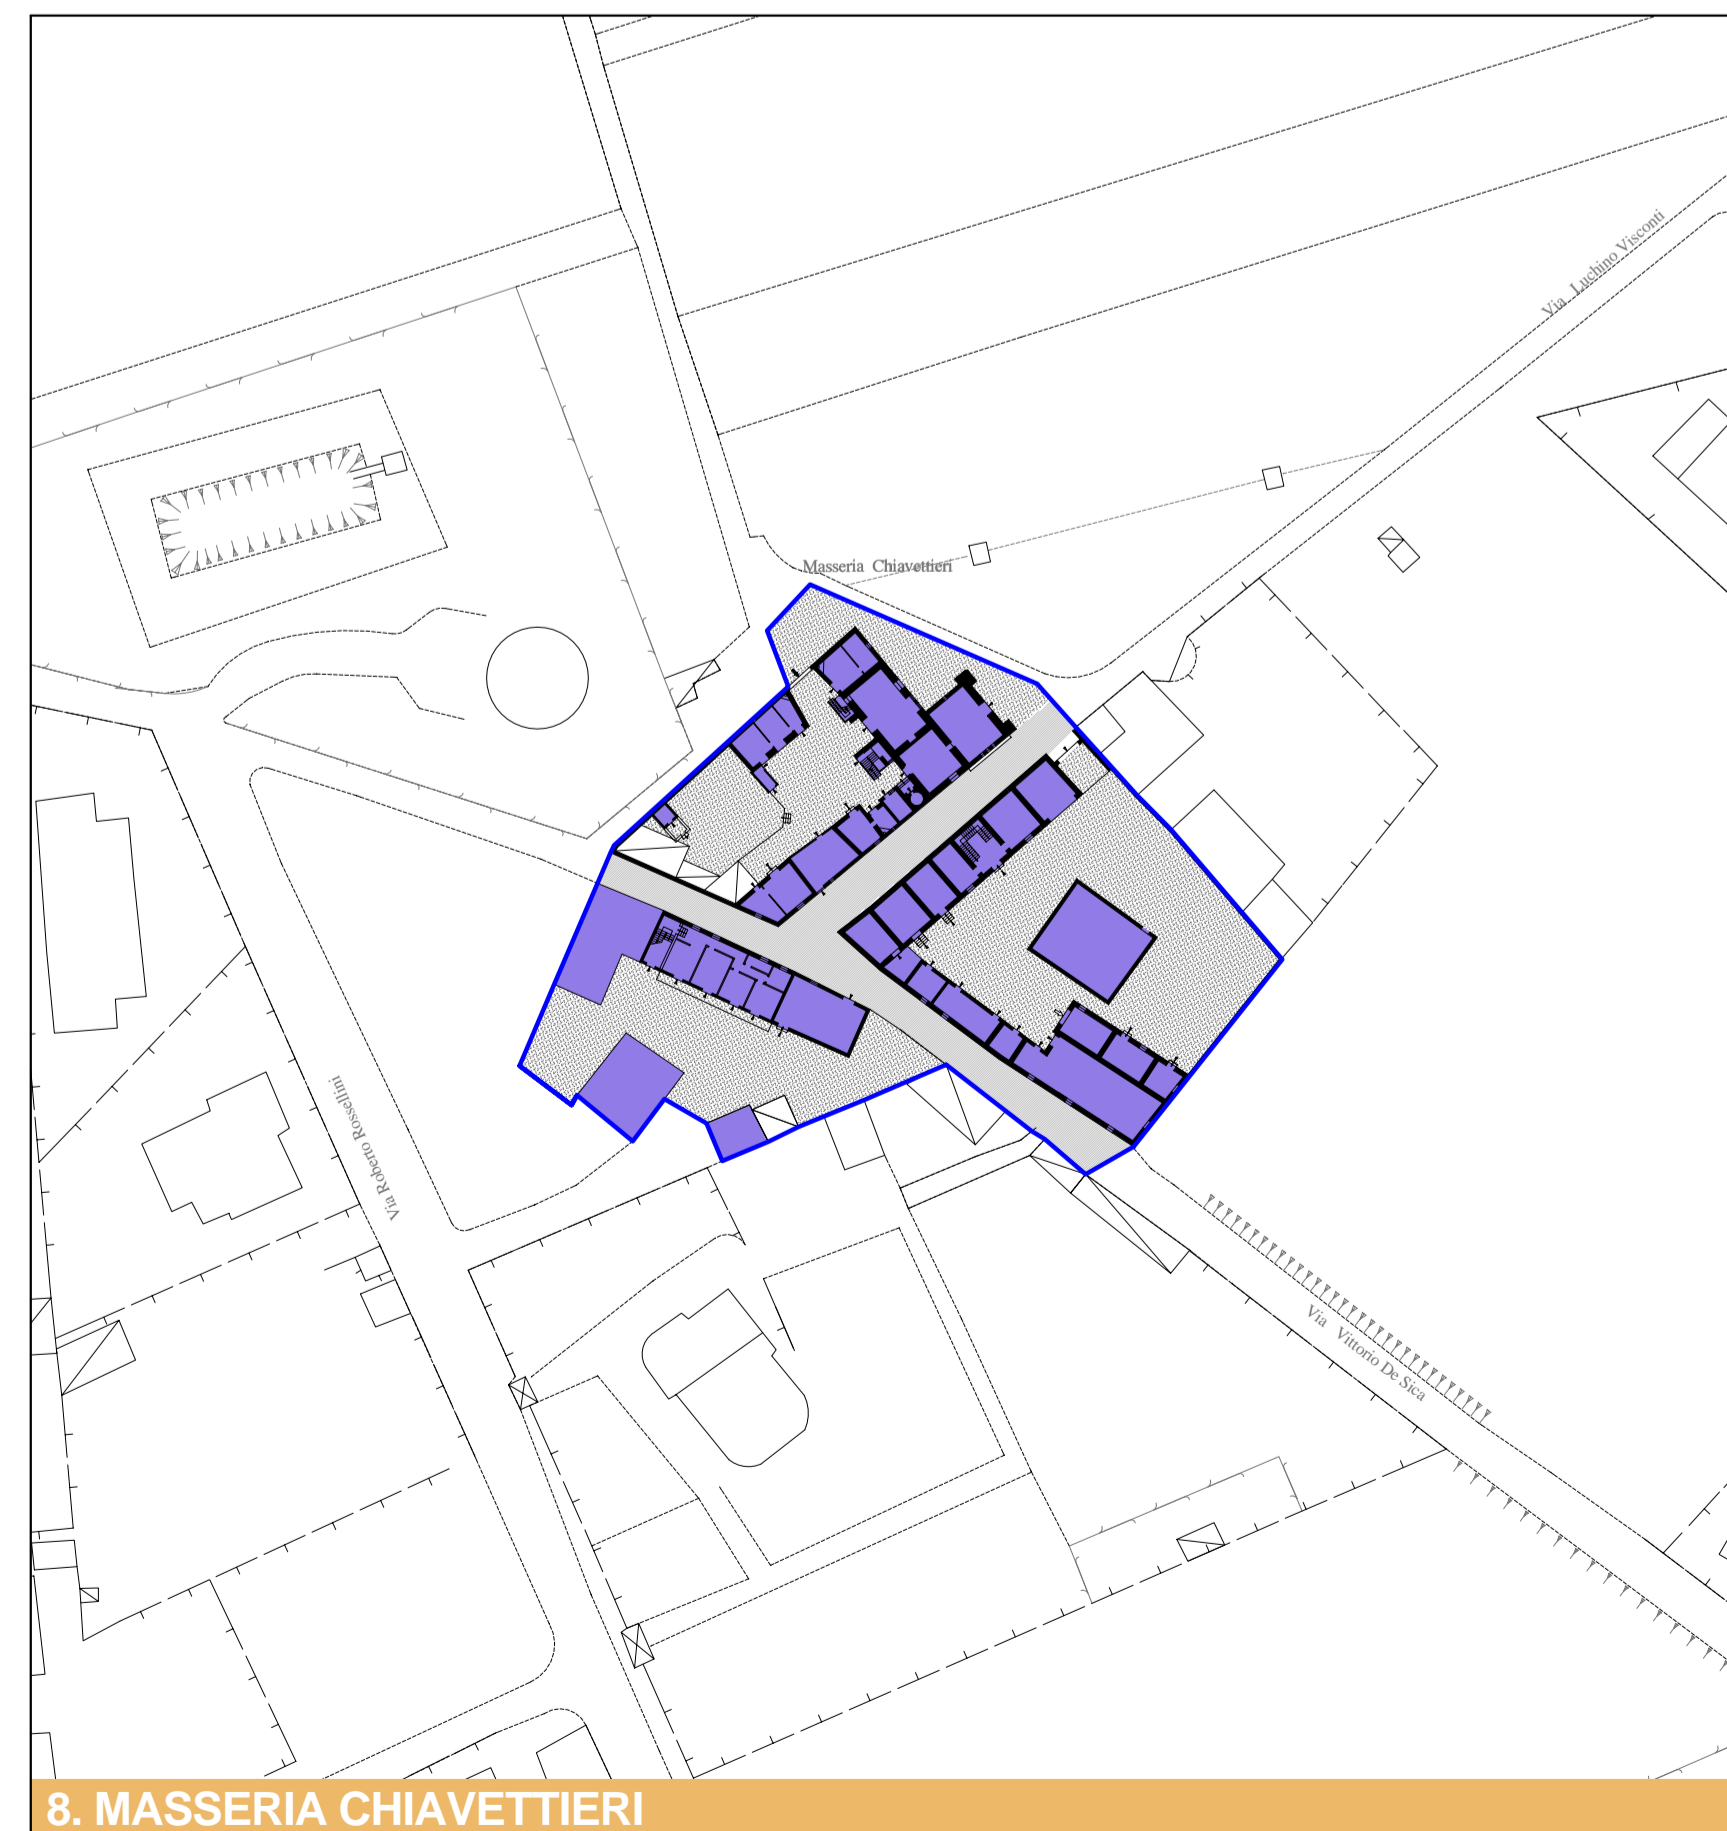 Via Luchino Visconti
Masseria Chiavettieri
Via Roberto Rossellini
Via Vittorio De Sica
8. MASSERIA CHIAVETTIERI